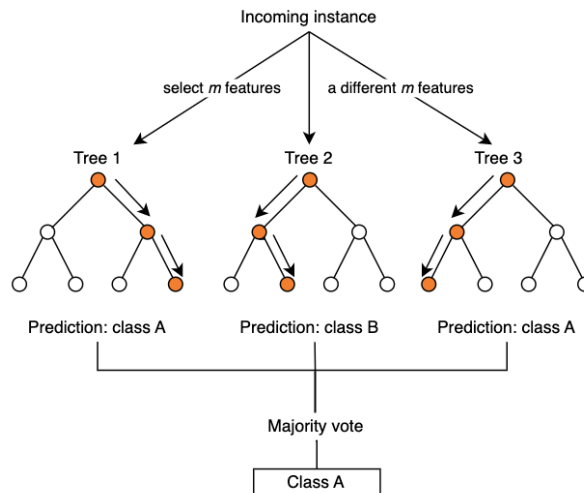 Incoming instance
select m features
a different m features
Tree 1
Tree 2
Tree 3
Prediction: class A
Prediction: class B
Prediction: class A
Majority vote
Class A